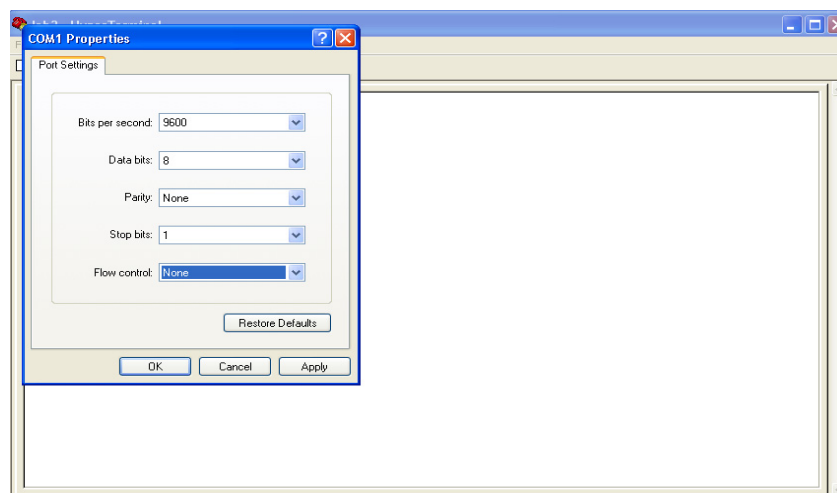 COM1 Properties
Port Settings
Bits per second: 9600
Data bits: 8
Parity: None
Stop bits: 1
Flow control: None
Restore Defaults
OK Cancel Apply